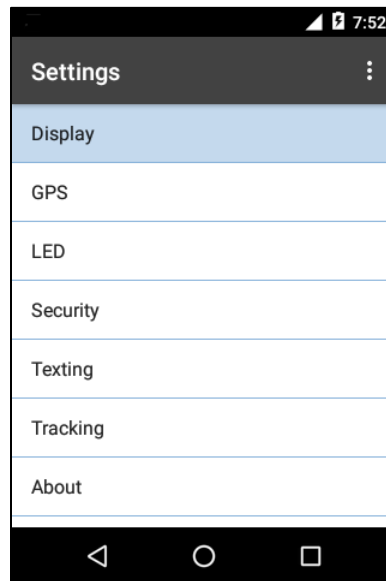 7:52
Settings
Display
GPS
LED
Security
Texting
Tracking
About